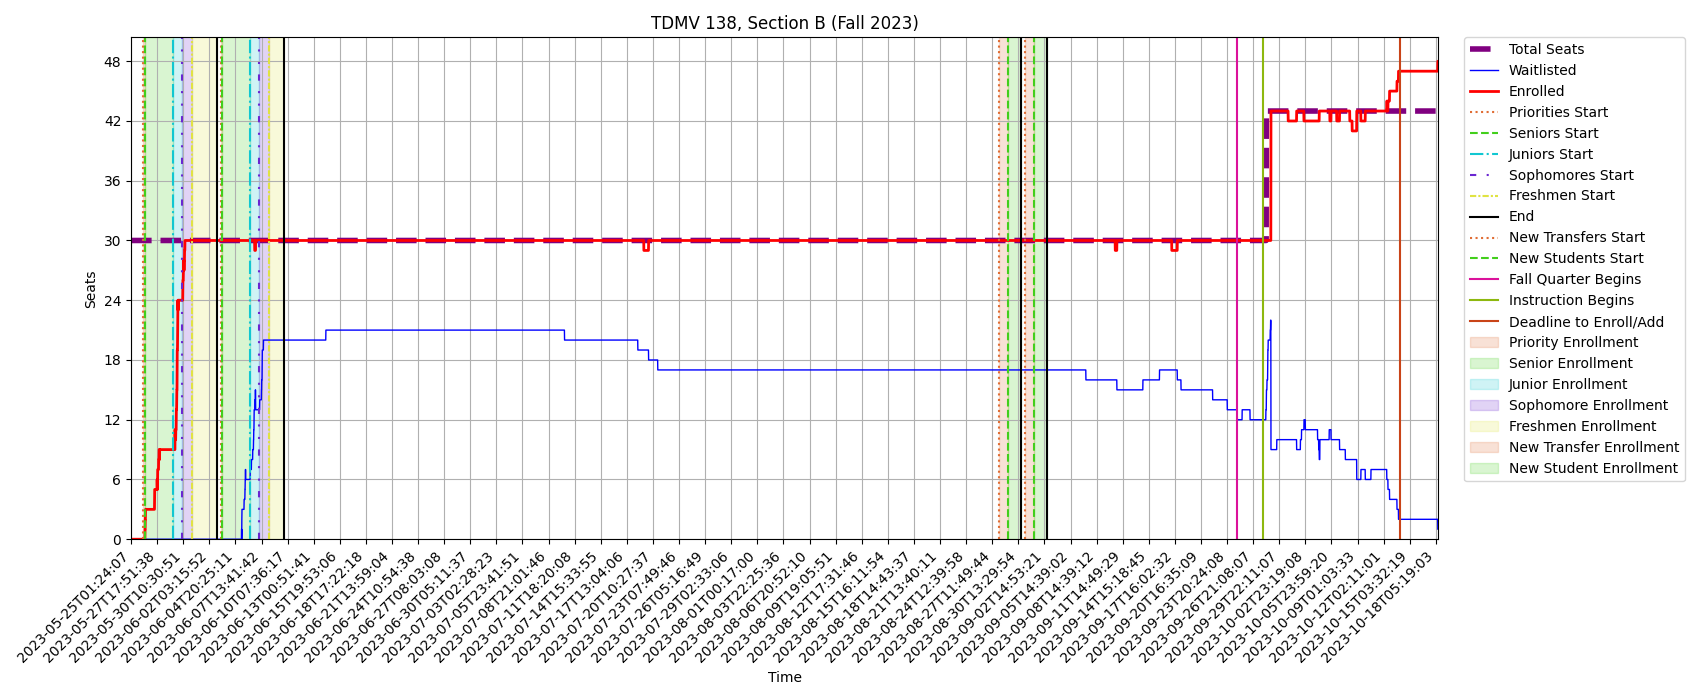 TDMV 138, Section B (Fall 2023)
Seats
48
42
36
30
24
18
12
6
0
2023-05-25T01:24:07
2023-05-27T17:51:38
2023-05-30T10:30:51
2023-06-02T03:15:52
2023-06-04T20:25:11
2023-06-07T13:41:42
2023-06-10T07:36:17
2023-06-13T00:51:41
2023-06-15T19:53:06
2023-06-18T17:22:18
2023-06-21T13:59:04
2023-06-24T10:54:38
2023-06-27T08:03:08
2023-06-30T05:11:37
2023-07-03T02:28:23
2023-07-05T23:41:51
2023-07-08T21:01:46
2023-07-11T18:20:08
2023-07-14T15:33:55
2023-07-17T13:04:06
2023-07-20T10:27:37
2023-07-23T07:49:46
2023-07-26T05:16:49
2023-07-29T02:33:06
2023-08-01T00:17:00
2023-08-03T22:25:36
2023-08-06T20:52:10
2023-08-09T19:05:51
2023-08-12T17:31:46
2023-08-15T16:11:54
2023-08-18T14:43:37
2023-08-21T13:40:11
2023-08-24T12:39:58
2023-08-27T11:49:44
2023-08-30T13:29:54
2023-09-02T14:53:21
2023-09-05T14:39:02
2023-09-08T14:39:12
2023-09-11T14:49:29
2023-09-14T15:18:45
2023-09-17T16:02:32
2023-09-20T16:35:09
2023-09-23T20:24:08
2023-09-26T21:08:07
2023-09-29T22:11:07
2023-10-02T23:19:08
2023-10-05T23:59:20
2023-10-09T01:03:33
2023-10-12T02:11:01
2023-10-15T03:32:19
2023-10-18T05:19:03
Time
Total Seats
Waitlisted
Enrolled
Priorities Start
Seniors Start
Juniors Start
Sophomores Start
Freshmen Start
End
New Transfers Start
New Students Start
Fall Quarter Begins
Instruction Begins
Deadline to Enroll/Add
Priority Enrollment
Senior Enrollment
Junior Enrollment
Sophomore Enrollment
Freshmen Enrollment
New Transfer Enrollment
New Student Enrollment